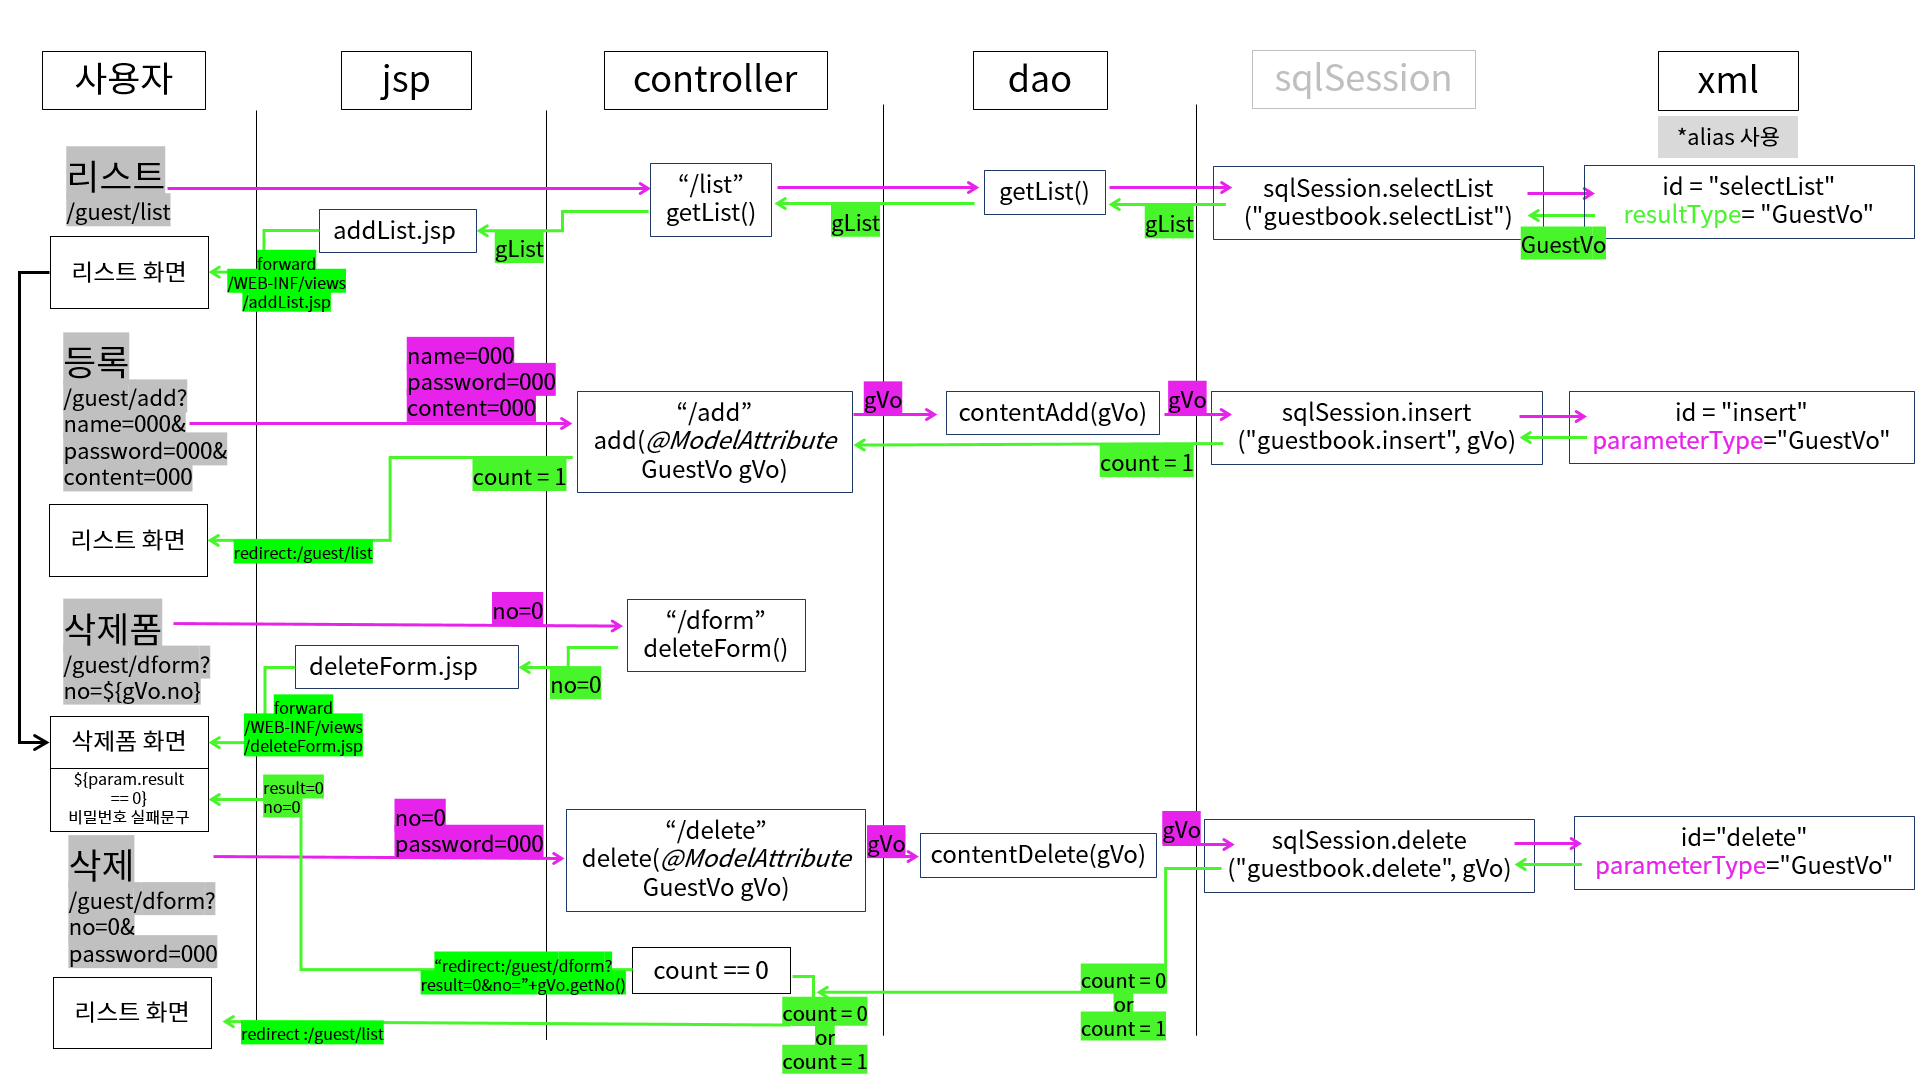 사용자
jsp
controller
dao
sqlSession
xml
*alias 사용
리스트
/guest/list
“/list”
getList()
getList()
sqlSession.selectList
("guestbook.selectList")
id = "selectList"
resultType= "GuestVo"
addList.jsp
gList
gList
gList
GuestVo
리스트 화면
forward
/WEB-INF/views
/addList.jsp
등록
/guest/add?
name=000&
password=000&
content=000
name=000
password=000
content=000
“/add”
add(@ModelAttribute
GuestVo gVo)
gVo
contentAdd(gVo)
gVo
sqlSession.insert
("guestbook.insert", gVo)
id = "insert"
parameterType="GuestVo"
count = 1
count = 1
리스트 화면
redirect:/guest/list
삭제폼
/guest/dform?
no=${gVo.no}
no=0
“/dform”
deleteForm()
deleteForm.jsp
no=0
forward
/WEB-INF/views
/deleteForm.jsp
삭제폼 화면
${param.result
== 0}
비밀번호 실패문구
result=0
no=0
삭제
/guest/dform?
no=0&
password=000
no=0
password=000
“/delete”
delete(@ModelAttribute
GuestVo gVo)
gVo
contentDelete(gVo)
gVo
sqlSession.delete
("guestbook.delete", gVo)
id="delete"
parameterType="GuestVo"
“redirect:/guest/dform?
result=0&no=”+gVo.getNo()
count == 0
count = 0
or
count = 1
count = 0
or
count = 1
리스트 화면
redirect :/guest/list